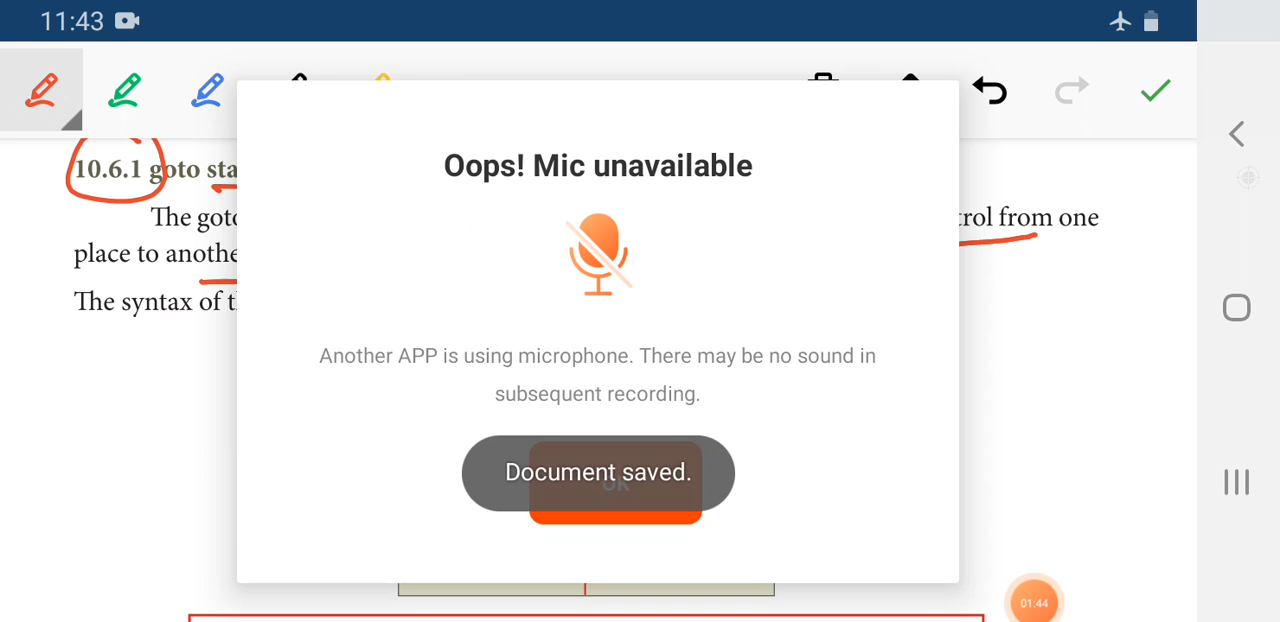 11:43
Oops! Mic unavailable
10.6.1 goto sta
The goto
trol from one
place to anothe
The syntax of t
Another APP is using microphone. There may be no sound in
subsequent recording.
Document saved.
01:44